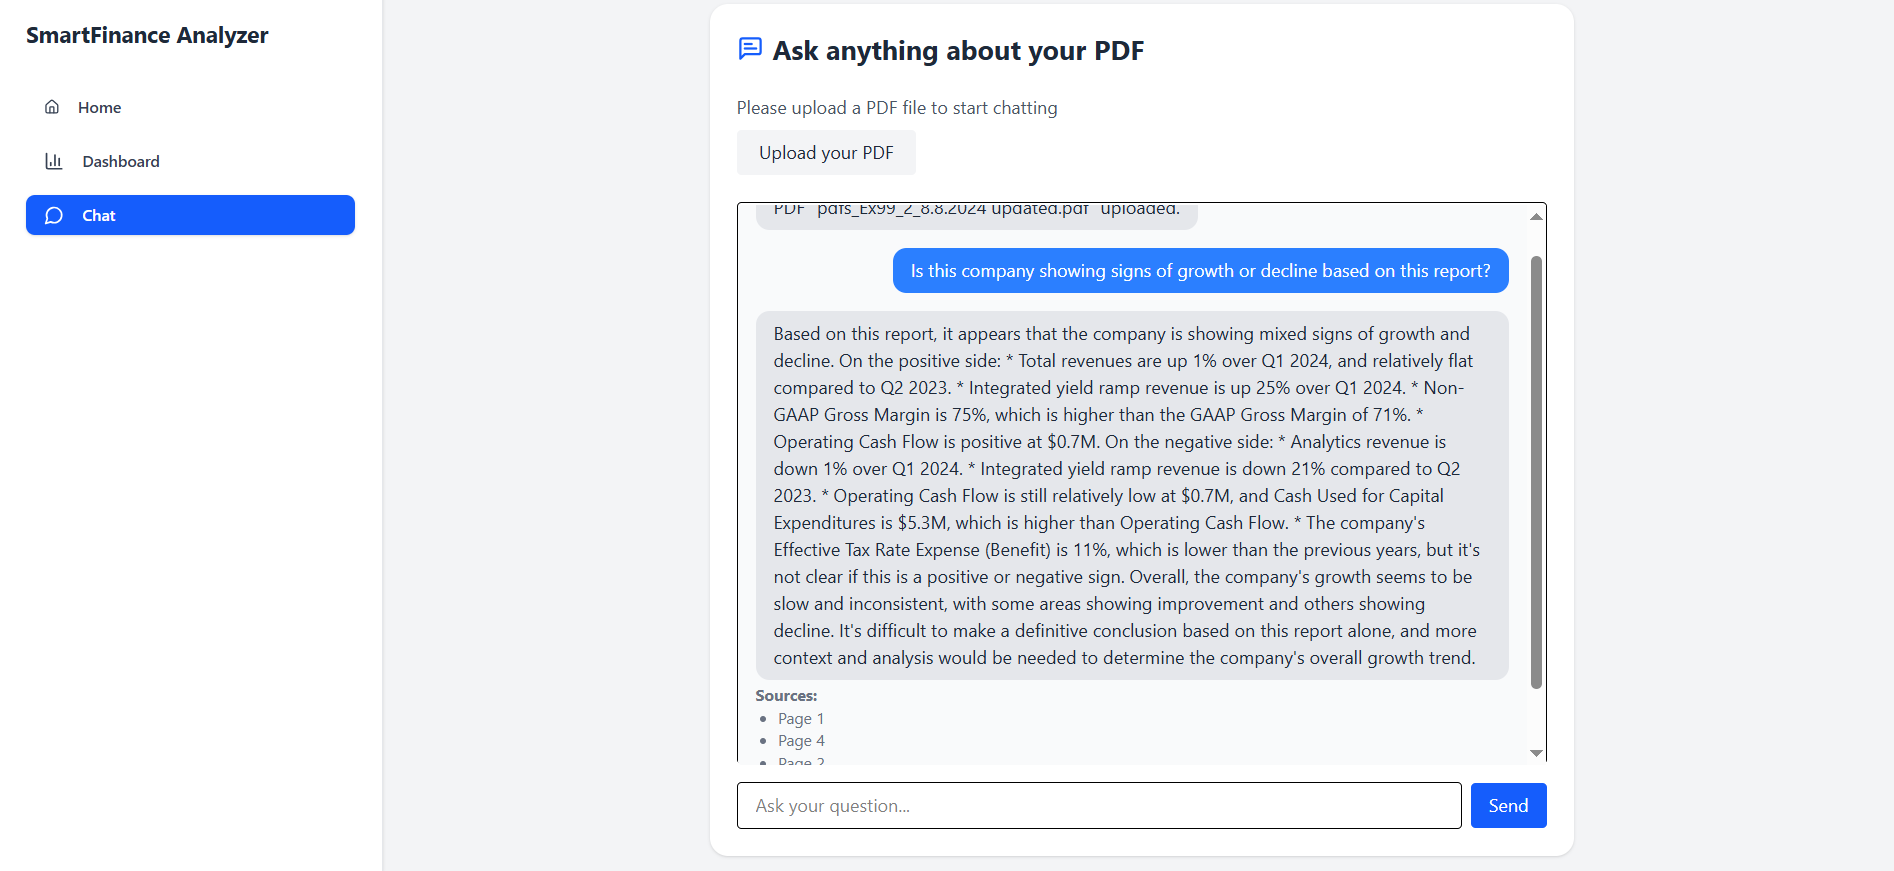 SmartFinance Analyzer
Home
Dashboard
Chat
Ask anything about your PDF
Please upload a PDF file to start chatting
Upload your PDF
PDF "pdfs_Ex99_2_8.8.2024 updated.pdf" uploaded.
Is this company showing signs of growth or decline based on this report?
Based on this report, it appears that the company is showing mixed signs of growth and
decline. On the positive side: * Total revenues are up 1% over Q1 2024, and relatively flat
compared to Q2 2023. * Integrated yield ramp revenue is up 25% over Q1 2024. * Non-
GAAP Gross Margin is 75%, which is higher than the GAAP Gross Margin of 71%. *
Operating Cash Flow is positive at $0.7M. On the negative side: * Analytics revenue is
down 1% over Q1 2024. * Integrated yield ramp revenue is down 21% compared to Q2
2023. * Operating Cash Flow is still relatively low at $0.7M, and Cash Used for Capital
Expenditures is $5.3M, which is higher than Operating Cash Flow. * The company's
Effective Tax Rate Expense (Benefit) is 11%, which is lower than the previous years, but it's
not clear if this is a positive or negative sign. Overall, the company's growth seems to be
slow and inconsistent, with some areas showing improvement and others showing
decline. It's difficult to make a definitive conclusion based on this report alone, and more
context and analysis would be needed to determine the company's overall growth trend.
Sources:
• Page 1
• Page 4
• Page 2
Ask your question...
Send